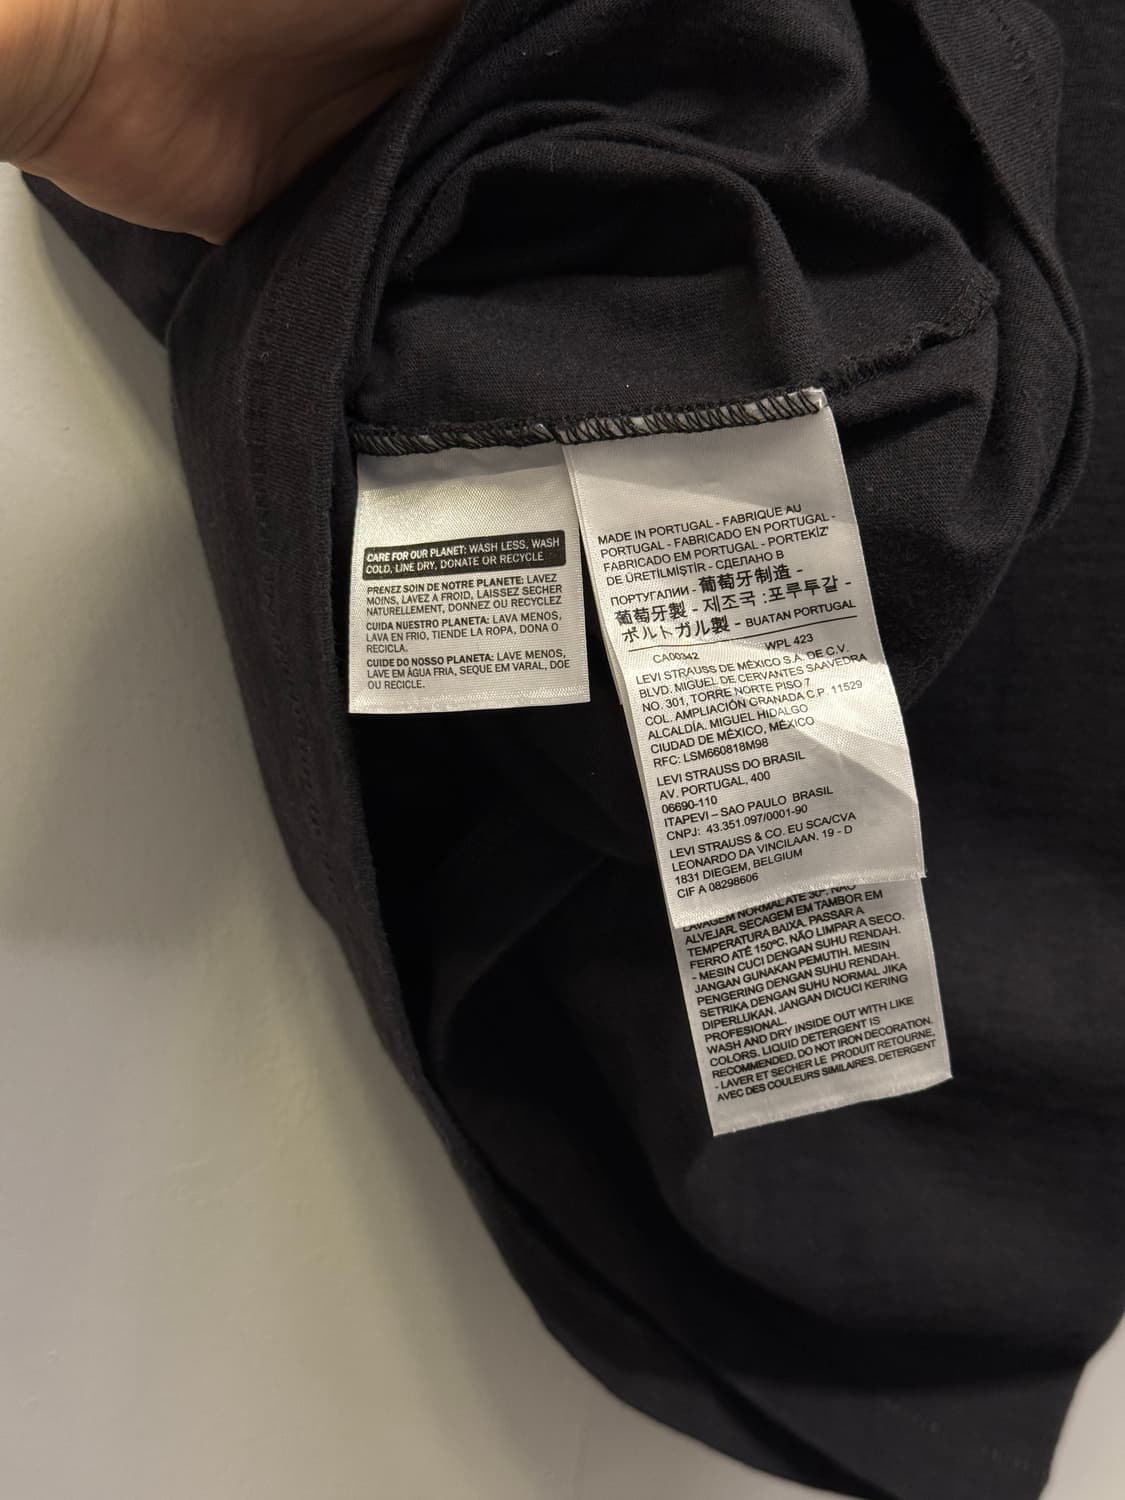 CARE FOR OUR PLANET: WASH LESS, WASH
COLD, LINE DRY, DONATE OR RECYCLE
PRENEZ SOIN DE NOTRE PLANETE: LAVEZ
MOINS, LAVEZ A FROID, LAISSEZ SECHER
NATURELLEMENT, DONNEZ OU RECYCLEZ
CUIDA NUESTRO PLANETA: LAVA MENOS,
LAVA EN FRIO, TIENDE LA ROPA, DONA O
RECICLA.
CUIDE DO NOSSO PLANETA: LAVE MENOS,
LAVE EM ÁGUA FRIA, SEQUE EM VARAL, DOE
OU RECICLE.
MADE IN PORTUGAL - FABRIQUE AU
PORTUGAL - FABRICADO EN PORTUGAL -
FABRICADO EM PORTUGAL - PORTEKİZ'
DE ÜRETİLMİSTİR - СДЕЛАНО В
ПОРТУГАЛИИ - 葡萄牙制造 -
葡萄牙製 - 제조국 :포루투갈 -
ポルトガル製 - BUATAN PORTUGAL
CA00342 WPL 423
LEVI STRAUSS DE MÉXICO S.A. DE C.V.
BLVD. MIGUEL DE CERVANTES SAAVEDRA
NO. 301, TORRE NORTE PISO 7
COL. AMPLIACIÓN GRANADA C.P. 11529
ALCALDÍA. MIGUEL HIDALGO
CIUDAD DE MÉXICO, MÉXICO
RFC: LSM660818M98
LEVI STRAUSS DO BRASIL
AV. PORTUGAL, 400
06690-110
ITAPEVI – SAO PAULO BRASIL
CNPJ: 43.351.097/0001-90
LEVI STRAUSS & CO. EU SCA/CVA
LEONARDO DA VINCILAAN. 19 - D
1831 DIEGEM, BELGIUM
CIF A 08298606
LAVAGEM NORMAL ATÉ 30º. NÃO
ALVEJAR. SECAGEM EM TAMBOR EM
TEMPERATURA BAIXA. PASSAR A
FERRO ATÉ 150ºC. NÃO LIMPAR A SECO.
- MESIN CUCI DENGAN SUHU RENDAH.
JANGAN GUNAKAN PEMUTIH. MESIN
PENGERING DENGAN SUHU RENDAH.
SETRIKA DENGAN SUHU NORMAL JIKA
DIPERLUKAN. JANGAN DICUCI KERING
PROFESIONAL.
WASH AND DRY INSIDE OUT WITH LIKE
COLORS. LIQUID DETERGENT IS
RECOMMENDED. DO NOT IRON DECORATION.
- LAVER ET SECHER LE PRODUIT RETOURNE,
AVEC DES COULEURS SIMILAIRES. DETERGENT